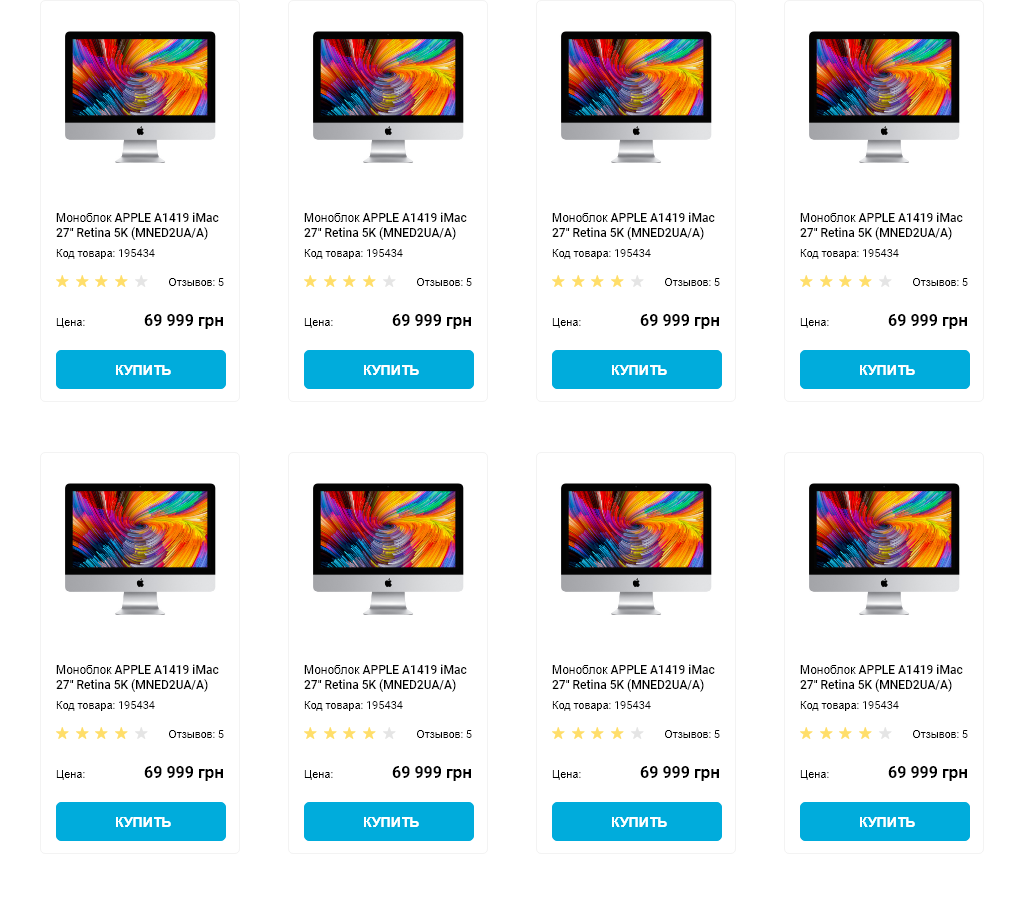 Моноблок APPLE A1419 iMac
27" Retina 5K (MNED2UA/A)
Код товара: 195434
Отзывов: 5
Цена: 69 999 грн
КУПИТЬ
Моноблок APPLE A1419 iMac
27" Retina 5K (MNED2UA/A)
Код товара: 195434
Отзывов: 5
Цена: 69 999 грн
КУПИТЬ
Моноблок APPLE A1419 iMac
27" Retina 5K (MNED2UA/A)
Код товара: 195434
Отзывов: 5
Цена: 69 999 грн
КУПИТЬ
Моноблок APPLE A1419 iMac
27" Retina 5K (MNED2UA/A)
Код товара: 195434
Отзывов: 5
Цена: 69 999 грн
КУПИТЬ
Моноблок APPLE A1419 iMac
27" Retina 5K (MNED2UA/A)
Код товара: 195434
Отзывов: 5
Цена: 69 999 грн
КУПИТЬ
Моноблок APPLE A1419 iMac
27" Retina 5K (MNED2UA/A)
Код товара: 195434
Отзывов: 5
Цена: 69 999 грн
КУПИТЬ
Моноблок APPLE A1419 iMac
27" Retina 5K (MNED2UA/A)
Код товара: 195434
Отзывов: 5
Цена: 69 999 грн
КУПИТЬ
Моноблок APPLE A1419 iMac
27" Retina 5K (MNED2UA/A)
Код товара: 195434
Отзывов: 5
Цена: 69 999 грн
КУПИТЬ